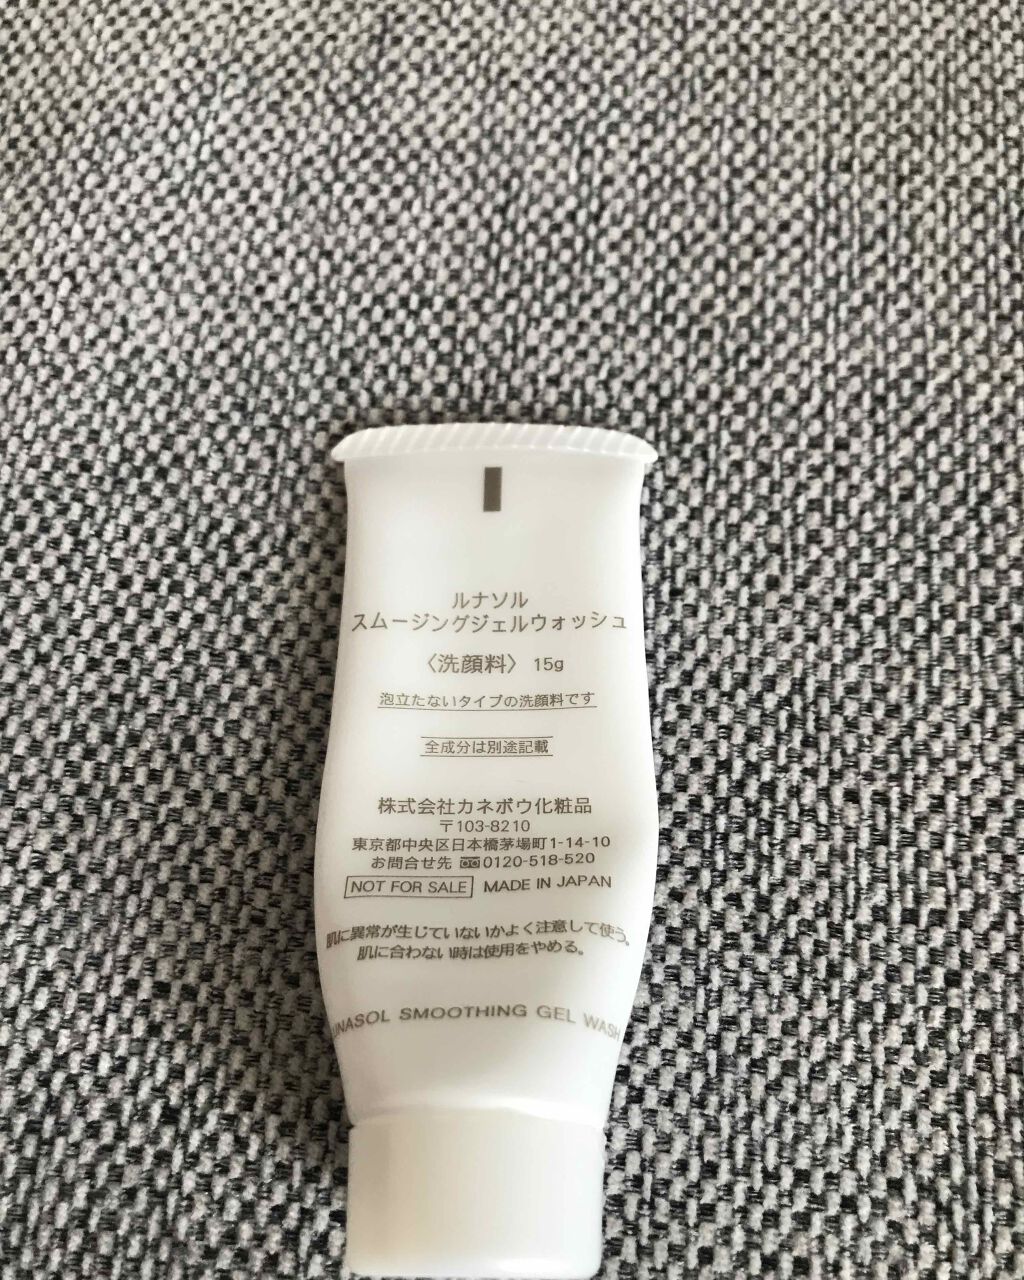 ルナソル
スムージングジェルウォッシュ
〈洗顔料〉 15g
泡立たないタイプの洗顔料です
全成分は別途記載
株式会社カネボウ化粧品
〒103-8210
東京都中央区日本橋茅場町1-14-10
お問合せ先 0120-518-520
NOT FOR SALE MADE IN JAPAN
肌に異常が生じていないかよく注意して使う。
肌に合わない時は使用をやめる。
LUNASOL SMOOTHING GEL WASH